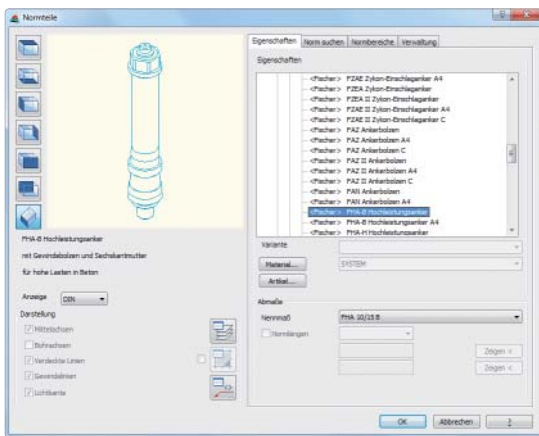 Normteile
Eigenschaften
Norm suchen
Normbereiche
Verwaltung
Eigenschaften
<Fischer> FZAE Zykon-Einschlaganker A4
<Fischer> FZEA Zykon-Einschlaganker
<Fischer> FZEA II Zykon-Einschlaganker
<Fischer> FZAE II Zykon-Einschlaganker A4
<Fischer> FZAE II Zykon-Einschlaganker C
<Fischer> FAZ Ankerbolzen
<Fischer> FAZ Ankerbolzen A4
<Fischer> FAZ Ankerbolzen C
<Fischer> FAZ II Ankerbolzen
<Fischer> FAZ II Ankerbolzen A4
<Fischer> FAZ II Ankerbolzen C
<Fischer> FAN Ankerbolzen
<Fischer> FAN Ankerbolzen A4
<Fischer> FHA-B Hochleistungsanker
<Fischer> FHA-B Hochleistungsanker A4
<Fischer> FHA-H Hochleistungsanker
FHA-B Hochleistungsanker
mit Gewindebolzen und Sechskantmutter
für hohe Lasten in Beton
Anzeige
DIN
Darstellung
Mittelachsen
Bohrachsen
Verdeckte Linien
Gewindelinien
Lichtkante
Variante
Material...
SYSTEM
Artikel...
Abmaße
Nennmaß
FHA 10/15 B
Normlängen
Zeigen <
Zeigen <
OK
Abbrechen
?